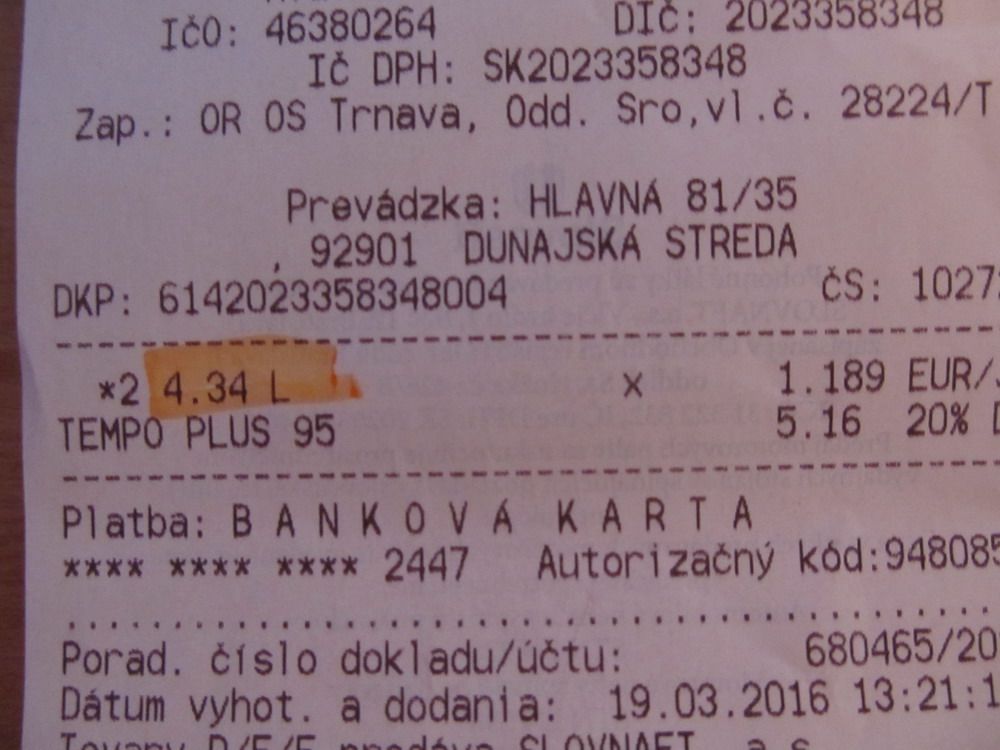 IČO: 46380264 DIČ: 2023358348
IČ DPH: SK2023358348
Zap.: OR OS Trnava, Odd. Sro,vl.č. 28224/T
Prevádzka: HLAVNÁ 81/35
, 92901 DUNAJSKÁ STREDA
DKP: 6142023358348004 ČS: 1027
*2 4.34 L x 1.189 EUR/
TEMPO PLUS 95 5.16 20%
Platba: B A N K O V Á K A R T A
**** **** **** 2447 Autorizačný kód:948085
Porad. číslo dokladu/účtu: 680465/20
Dátum vyhot. a dodania: 19.03.2016 13:21:1
Tovary P/F/F predáva SLOVNAFT, a.s.